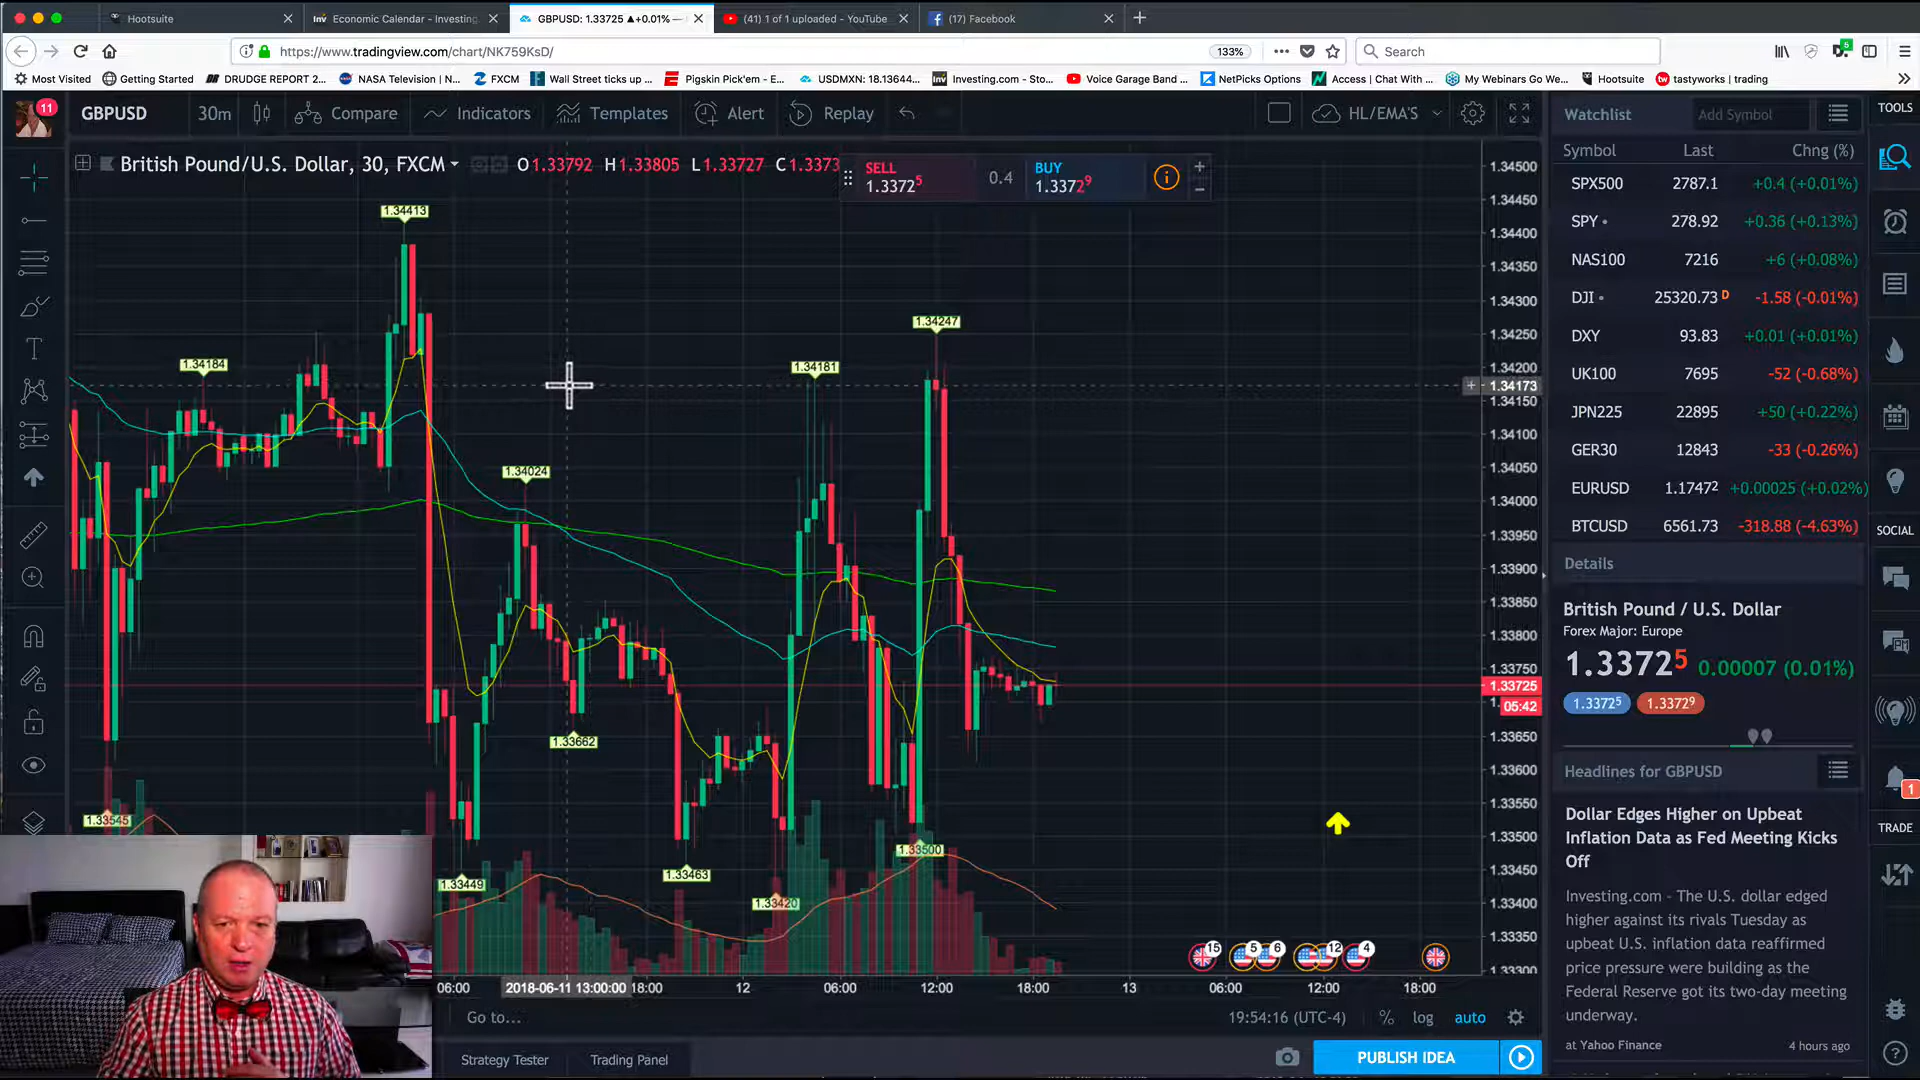 Hootsuite
Economic Calendar - Investing.
GBPUSD: 1.33725 ▲+0.01% —
(41) 1 of 1 uploaded - YouTube
(17) Facebook
https://www.tradingview.com/chart/NK759KsD/
133%
Search
5
Most Visited
Getting Started
DRUDGE REPORT 2...
NASA Television | N...
FXCM
Wall Street ticks up ...
Pigskin Pick'em - E...
USDMXN: 18.13644...
Investing.com - Sto...
Voice Garage Band ...
NetPicks Options
Access | Chat With ...
My Webinars Go We...
Hootsuite
tastyworks | trading
11
GBPUSD
30m
Compare
Indicators
Templates
Alert
Replay
HL/EMA'S
British Pound/U.S. Dollar, 30, FXCM
O1.33792 H1.33805 L1.33727 C1.3373
SELL
1.33725
0.4
BUY
1.33729
1.34413
1.34247
1.34184
1.34181
1.34024
1.33662
1.33545
1.33500
1.33463
1.33449
1.33420
1.34500
1.34450
1.34400
1.34350
1.34300
1.34250
1.34200
1.34173
1.34150
1.34100
1.34050
1.34000
1.33950
1.33900
1.33850
1.33800
1.33750
1.33725
05:42
1.33650
1.33600
1.33550
1.33500
1.33450
1.33400
1.33350
1.33300
15
5
6
12
4
06:00
2018-06-11 13:00:00
18:00
12
06:00
12:00
18:00
13
06:00
12:00
18:00
Go to...
19:54:16 (UTC-4)
%
log
auto
Strategy Tester
Trading Panel
PUBLISH IDEA
Watchlist
Add Symbol
Symbol Last Chng (%)
SPX500 2787.1 +0.4 (+0.01%)
SPY 278.92 +0.36 (+0.13%)
NAS100 7216 +6 (+0.08%)
DJI 25320.73 D -1.58 (-0.01%)
DXY 93.83 +0.01 (+0.01%)
UK100 7695 -52 (-0.68%)
JPN225 22895 +50 (+0.22%)
GER30 12843 -33 (-0.26%)
EURUSD 1.17472 +0.00025 (+0.02%)
BTCUSD 6561.73 -318.88 (-4.63%)
Details
British Pound / U.S. Dollar
Forex Major: Europe
1.33725 0.00007 (0.01%)
1.33725
1.33729
Headlines for GBPUSD
Dollar Edges Higher on Upbeat
Inflation Data as Fed Meeting Kicks
Off
Investing.com - The U.S. dollar edged
higher against its rivals Tuesday as
upbeat U.S. inflation data reaffirmed
price pressure were building as the
Federal Reserve got its two-day meeting
underway.
at Yahoo Finance
4 hours ago
TOOLS
SOCIAL
1
TRADE